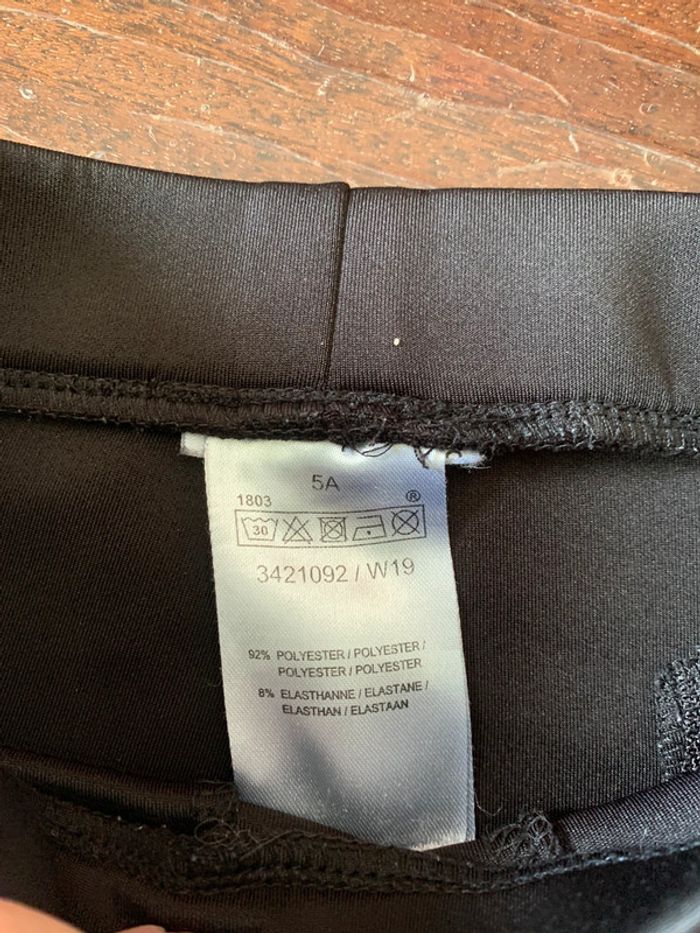 5A
1803 ®
30
3421092 / W19
92% POLYESTER / POLYESTER /
POLYESTER / POLYESTER
8% ELASTHANNE / ELASTANE /
ELASTHAN / ELASTAAN